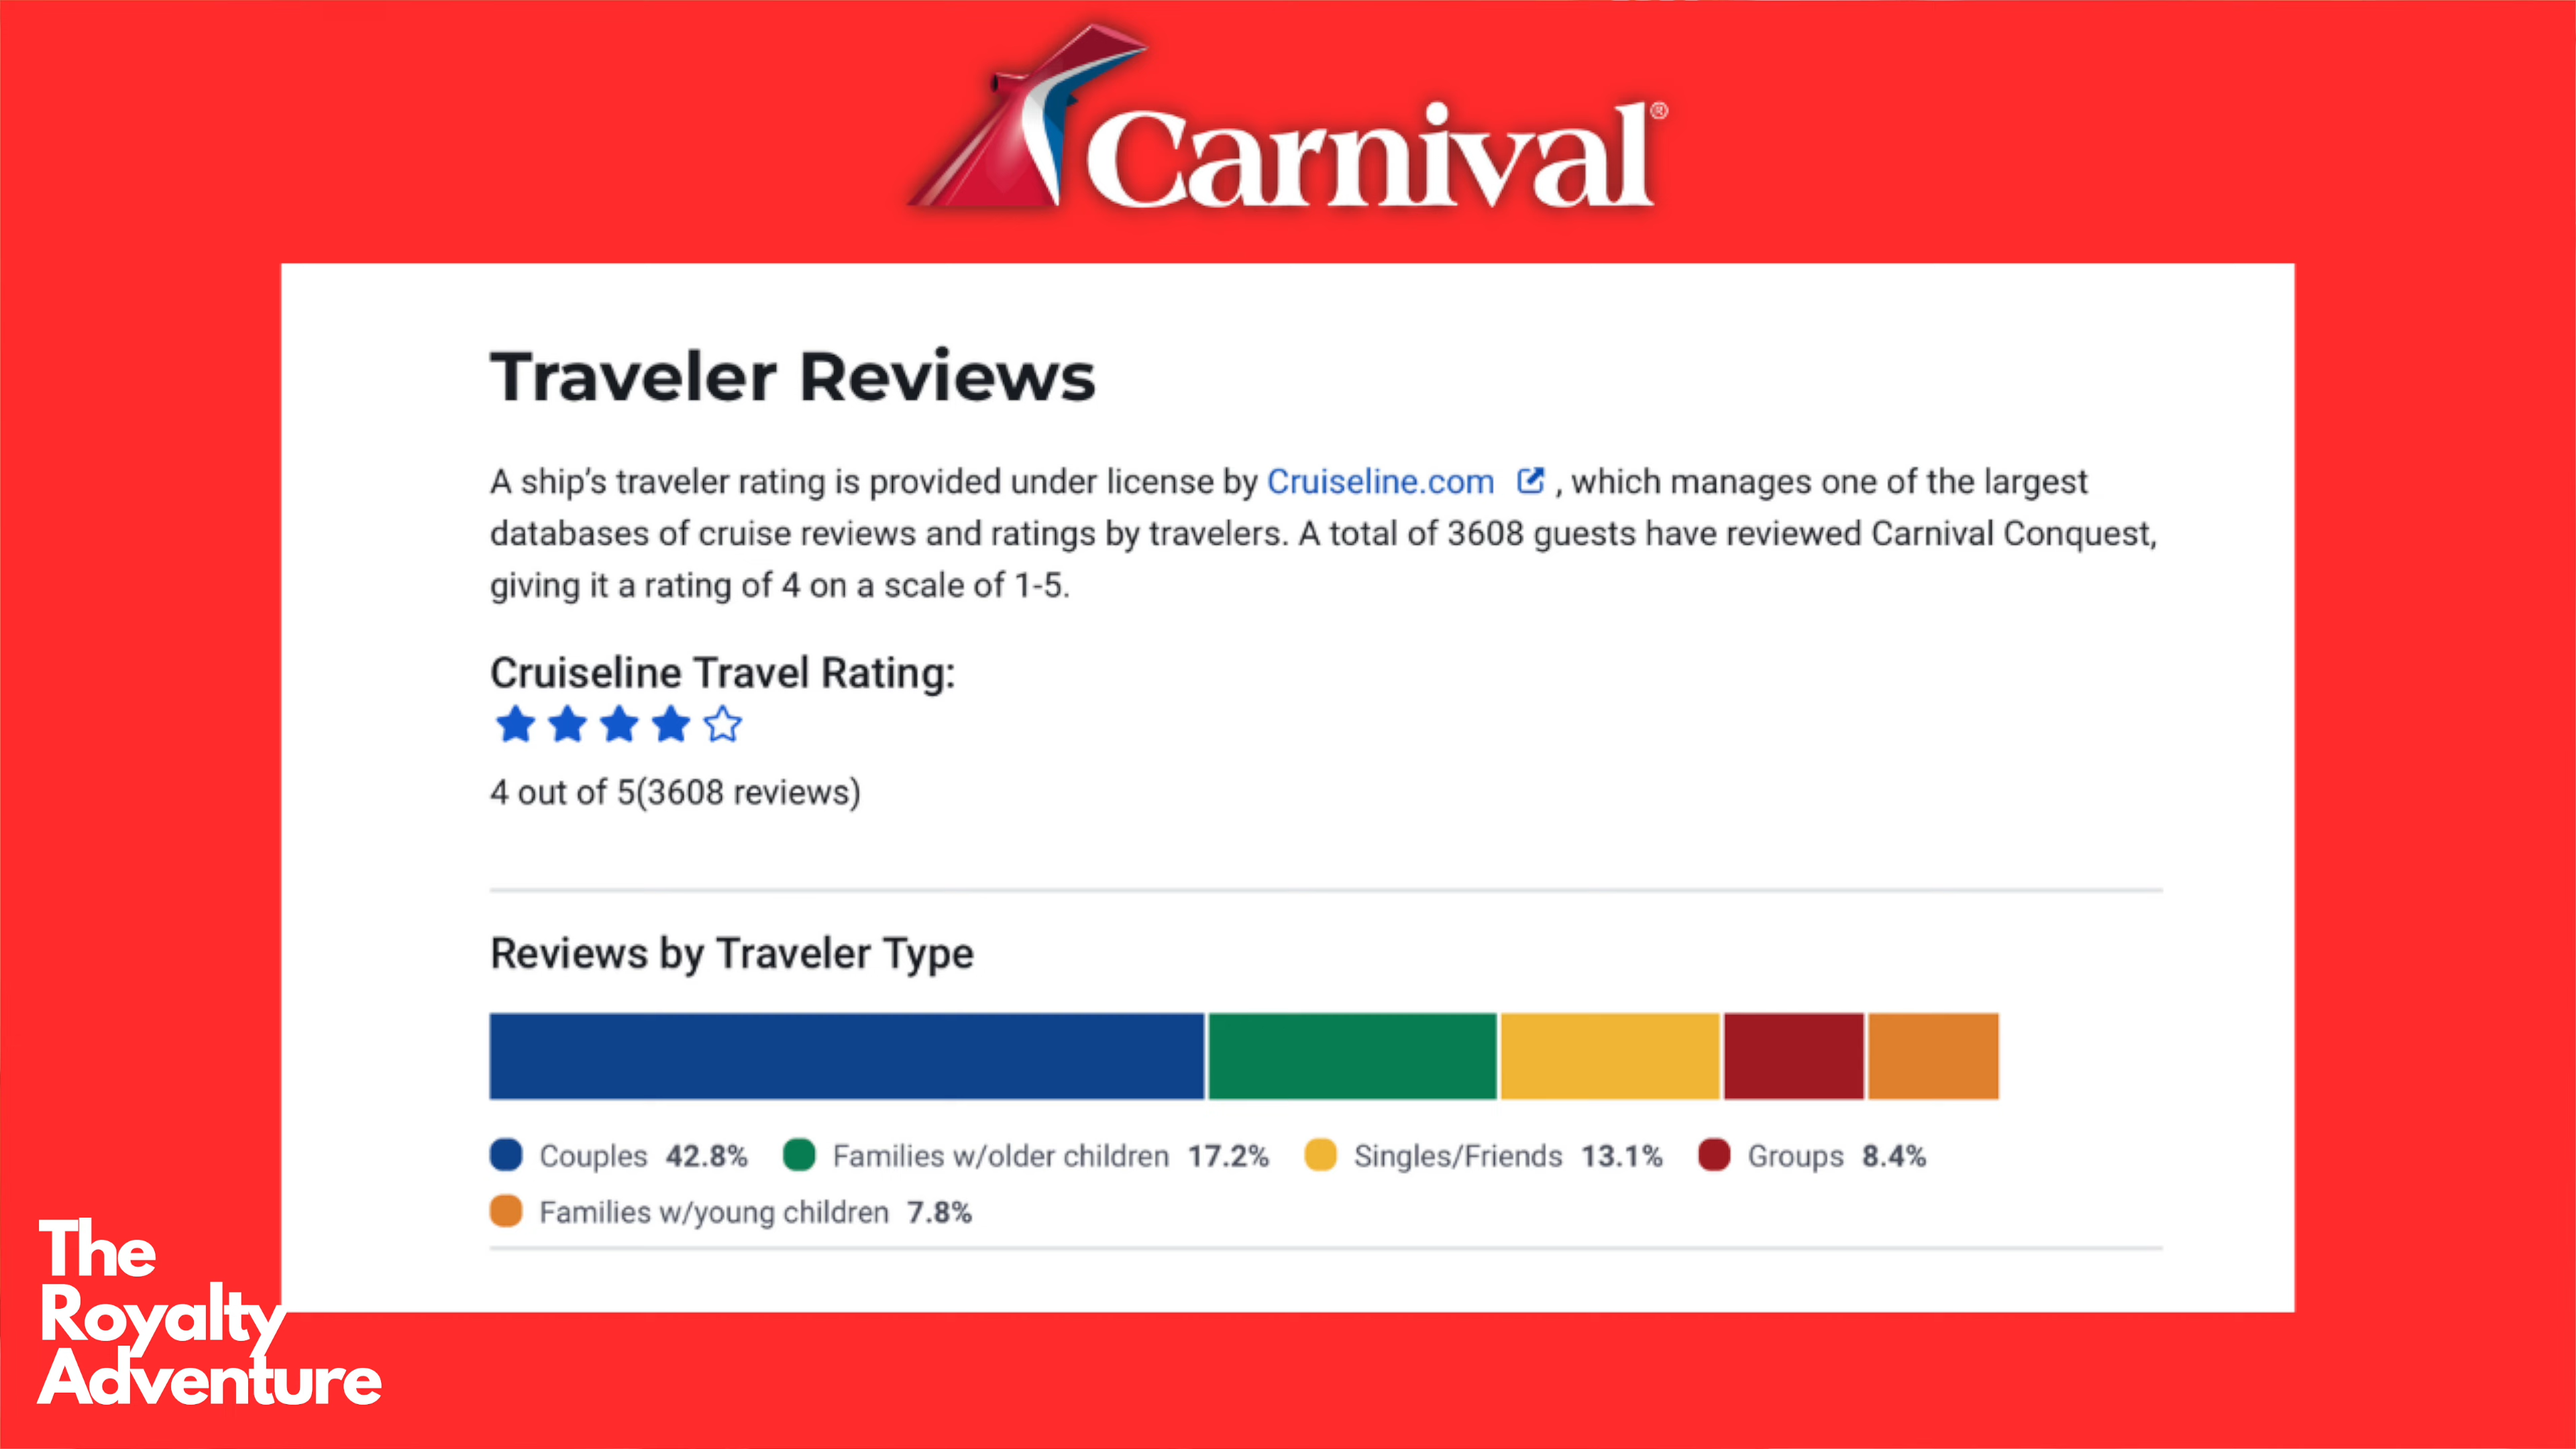 Carnival®
Traveler Reviews
A ship's traveler rating is provided under license by Cruiseline.com , which manages one of the largest
databases of cruise reviews and ratings by travelers. A total of 3608 guests have reviewed Carnival Conquest,
giving it a rating of 4 on a scale of 1-5.
Cruiseline Travel Rating:
4 out of 5(3608 reviews)
Reviews by Traveler Type
Couples 42.8% Families w/older children 17.2% Singles/Friends 13.1% Groups 8.4%
Families w/young children 7.8%
The
Royalty
Adventure